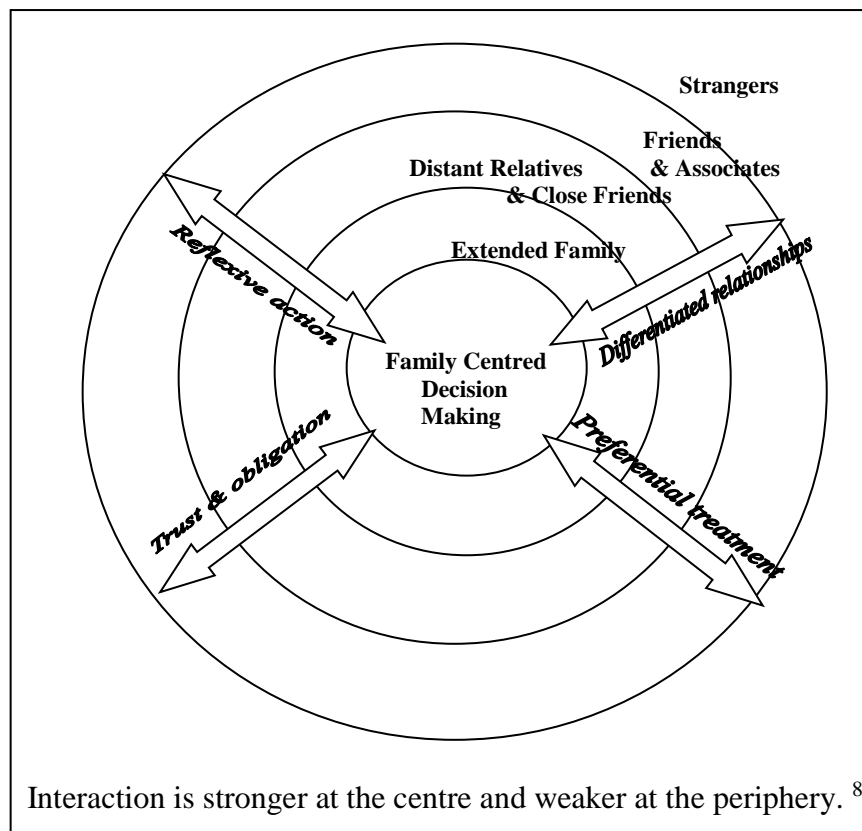 Strangers
Friends
& Associates
Distant Relatives
& Close Friends
Extended Family
Reflexive action
Differentiated relationships
Family Centred
Decision
Making
Trust & obligation
Preferential treatment
Interaction is stronger at the centre and weaker at the periphery. 8